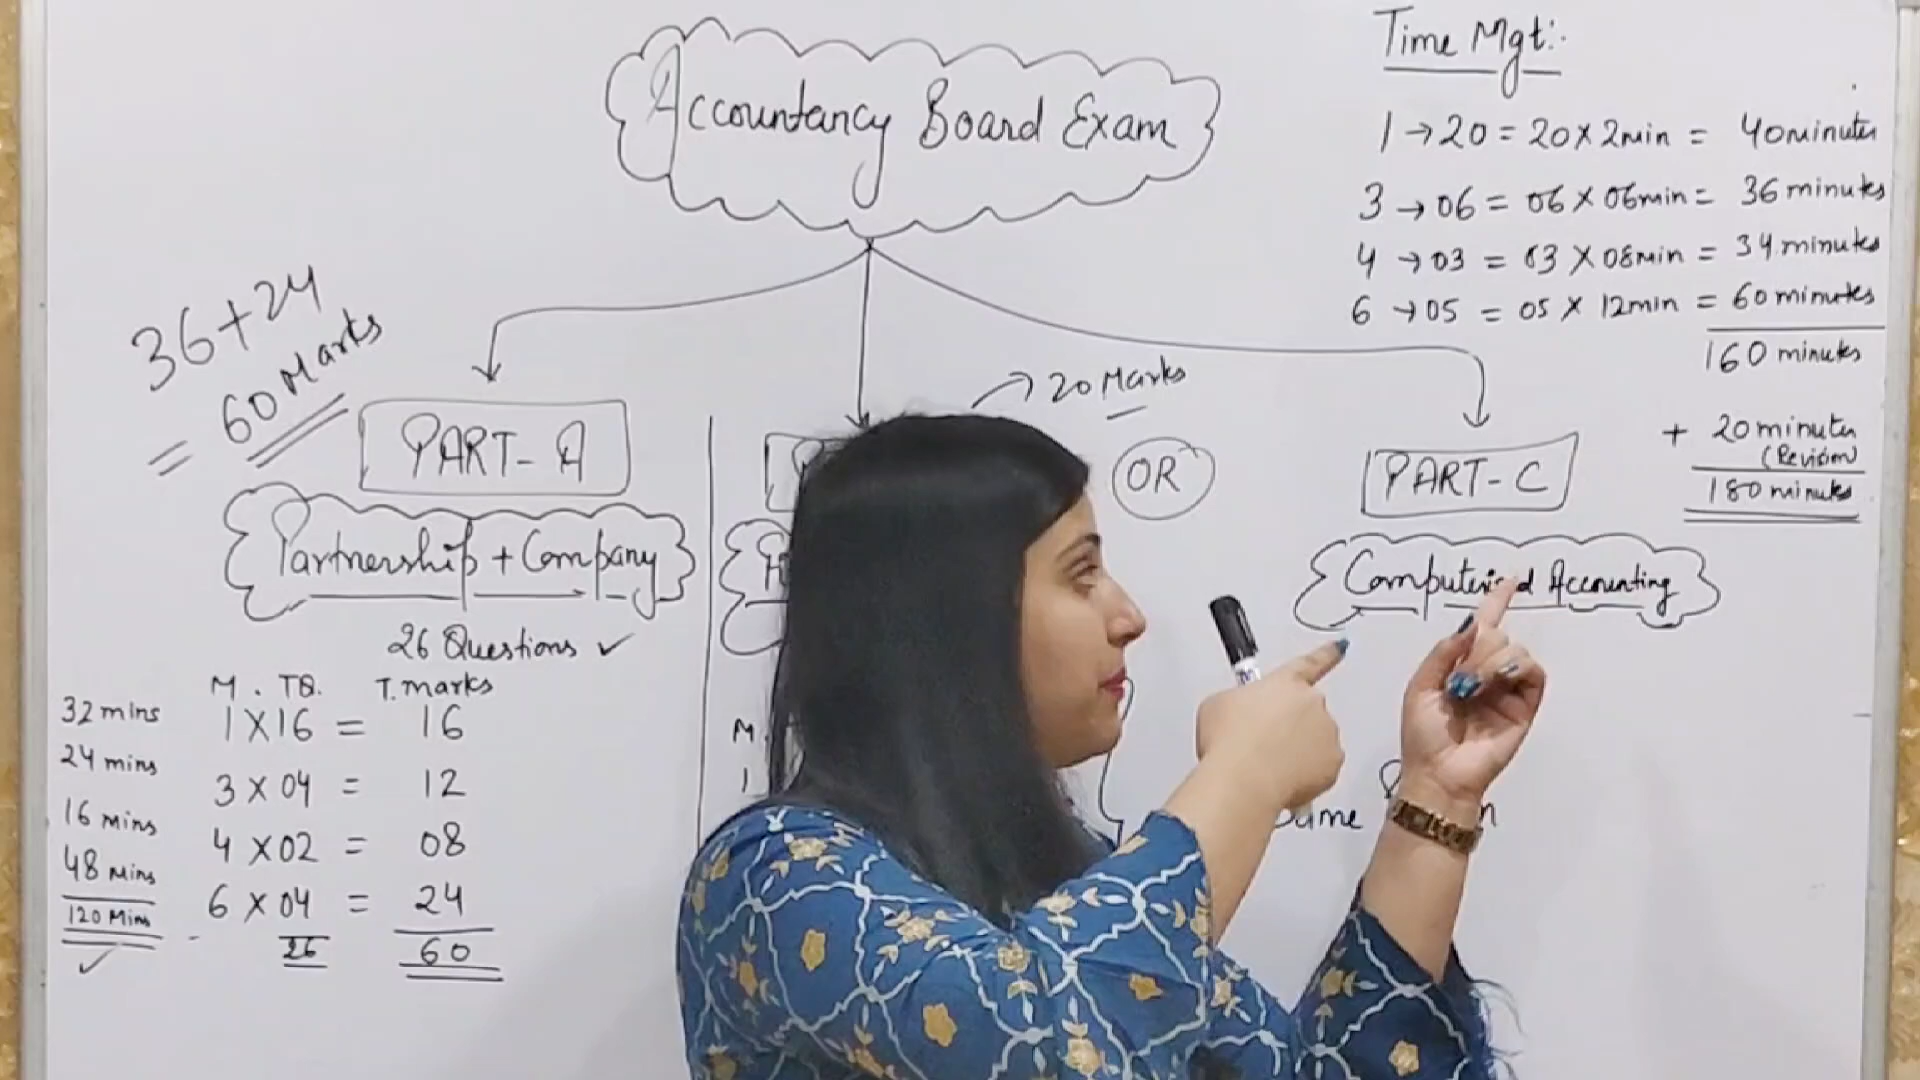 Accountancy Board Exam
Time Mgt:.
1 → 20 = 20 × 2min = 40 minutes
3 → 06 = 06 × 06min = 36 minutes
4 → 03 = 03 × 08min = 34 minutes
6 → 05 = 05 × 12min = 60 minutes
160 minutes
+ 20 minutes
(Revision)
180 minutes
36+24
= 60 Marks
PART-A
Partnership + Company
26 Questions ✓
M. TQ. T. marks
32 mins 1 × 16 = 16
24 mins 3 × 04 = 12
16 mins 4 × 02 = 08
48 Mins 6 × 04 = 24
120 Mins 26 60
→ 20 Marks
OR
M.
1
PART-C
Computerised Accounting
Same